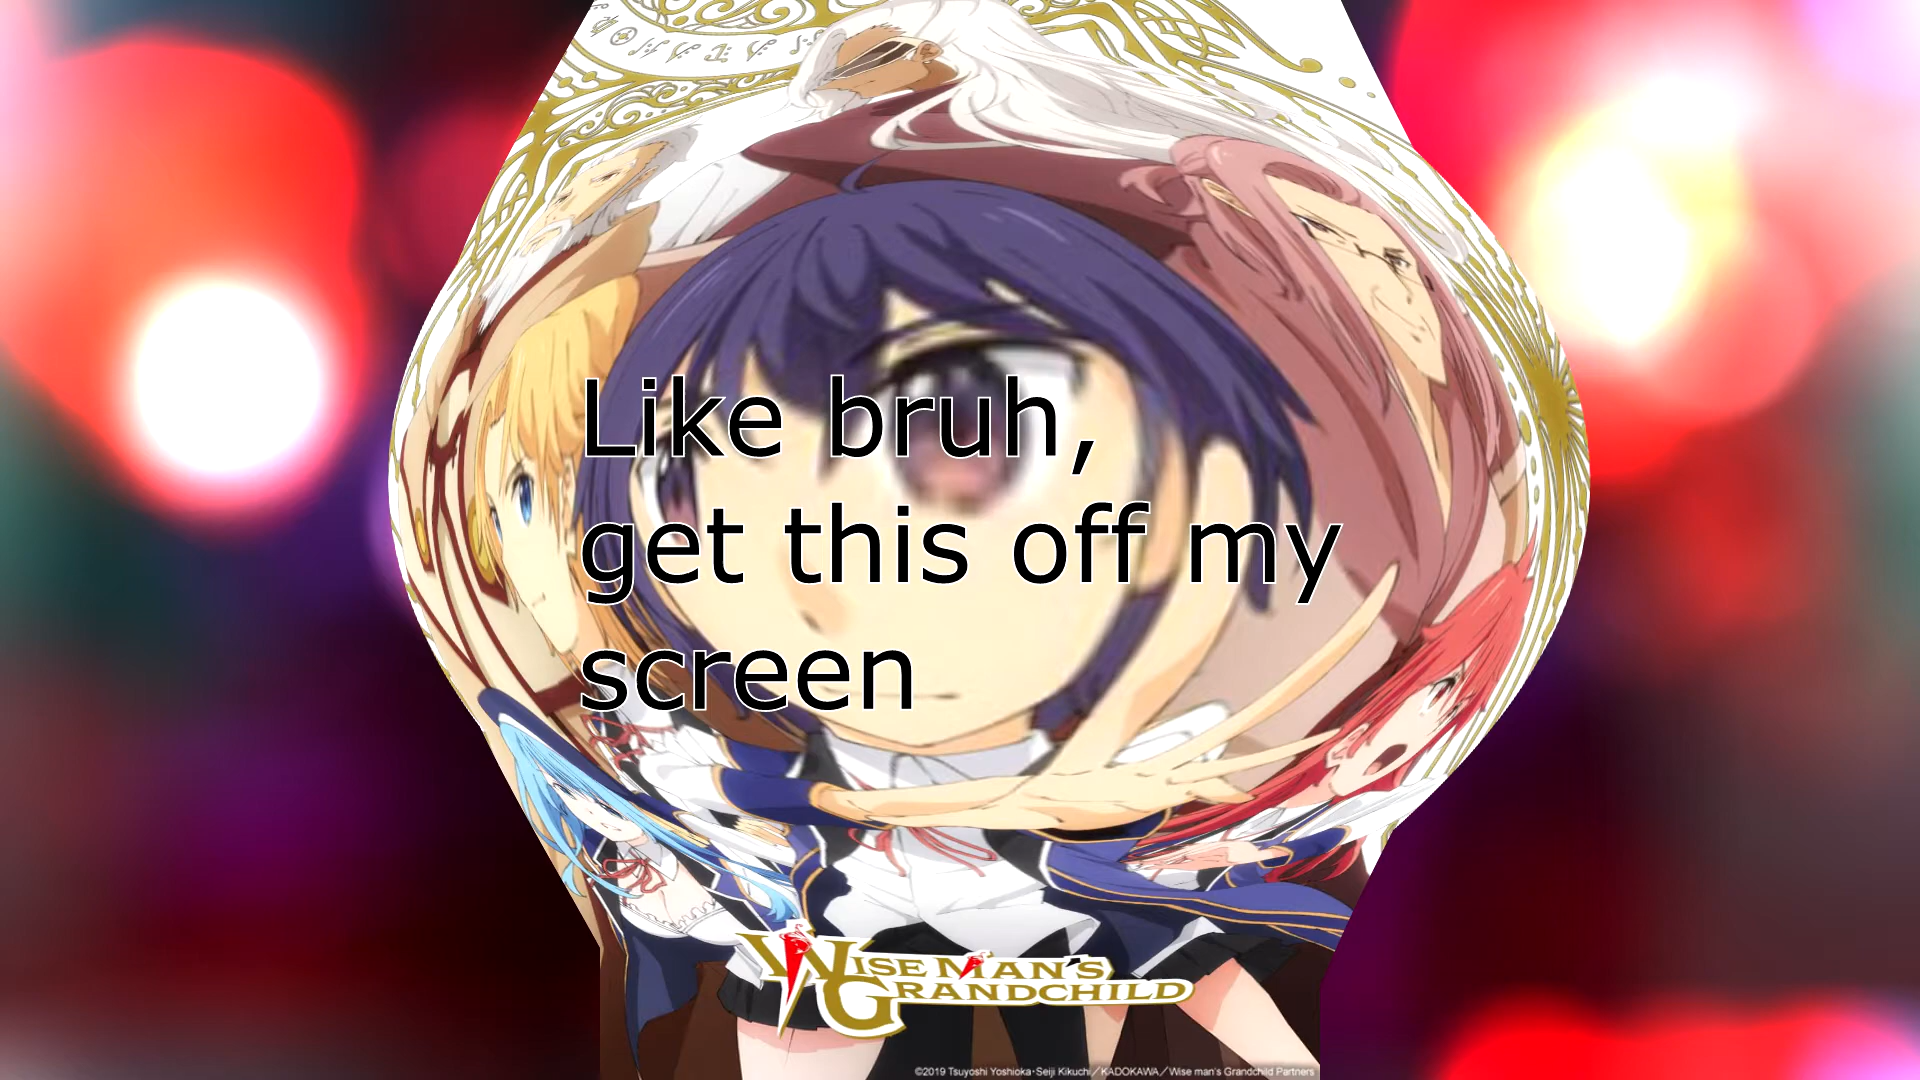 Like bruh,
get this off my
screen
WISE MAN'S
GRANDCHILD
©2019 Tsuyoshi Yoshioka・Seiji Kikuchi／KADOKAWA／Wise man's Grandchild Partners